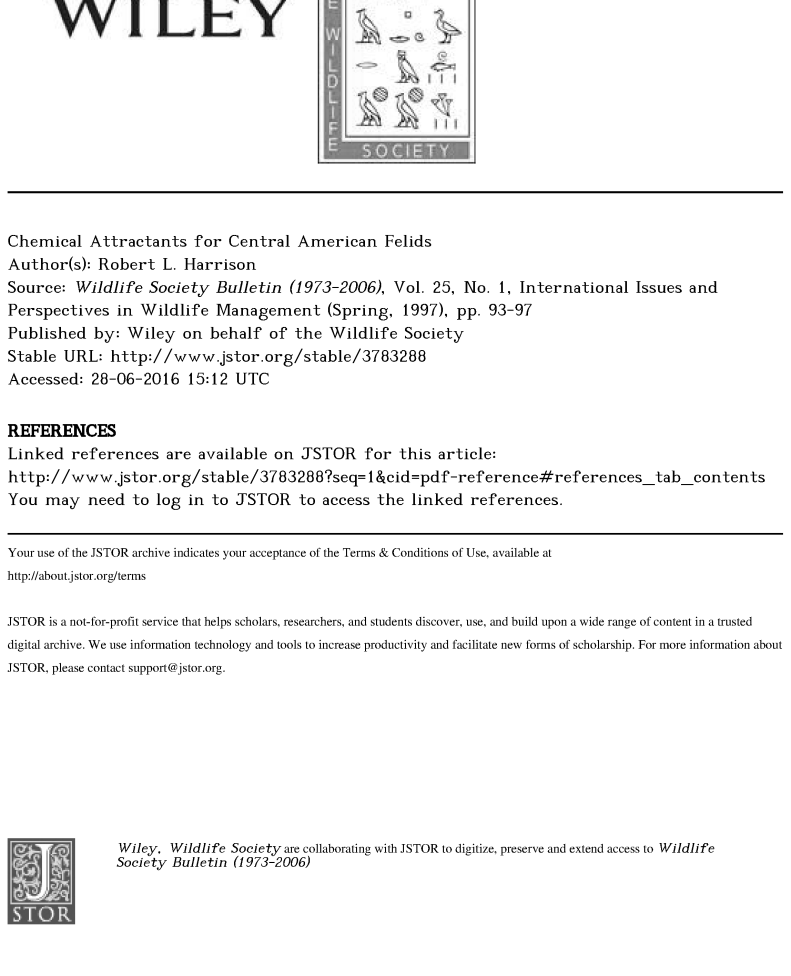 WILEY
E WILDLIFE
SOCIETY
Chemical Attractants for Central American Felids
Author(s): Robert L. Harrison
Source: Wildlife Society Bulletin (1973-2006), Vol. 25, No. 1, International Issues and
Perspectives in Wildlife Management (Spring, 1997), pp. 93-97
Published by: Wiley on behalf of the Wildlife Society
Stable URL: http://www.jstor.org/stable/3783288
Accessed: 28-06-2016 15:12 UTC
REFERENCES
Linked references are available on JSTOR for this article:
http://www.jstor.org/stable/3783288?seq=1&cid=pdf-reference#references_tab_contents
You may need to log in to JSTOR to access the linked references.
Your use of the JSTOR archive indicates your acceptance of the Terms & Conditions of Use, available at
http://about.jstor.org/terms
JSTOR is a not-for-profit service that helps scholars, researchers, and students discover, use, and build upon a wide range of content in a trusted
digital archive. We use information technology and tools to increase productivity and facilitate new forms of scholarship. For more information about
JSTOR, please contact support@jstor.org.
J
STOR
Wiley, Wildlife Society are collaborating with JSTOR to digitize, preserve and extend access to Wildlife
Society Bulletin (1973-2006)